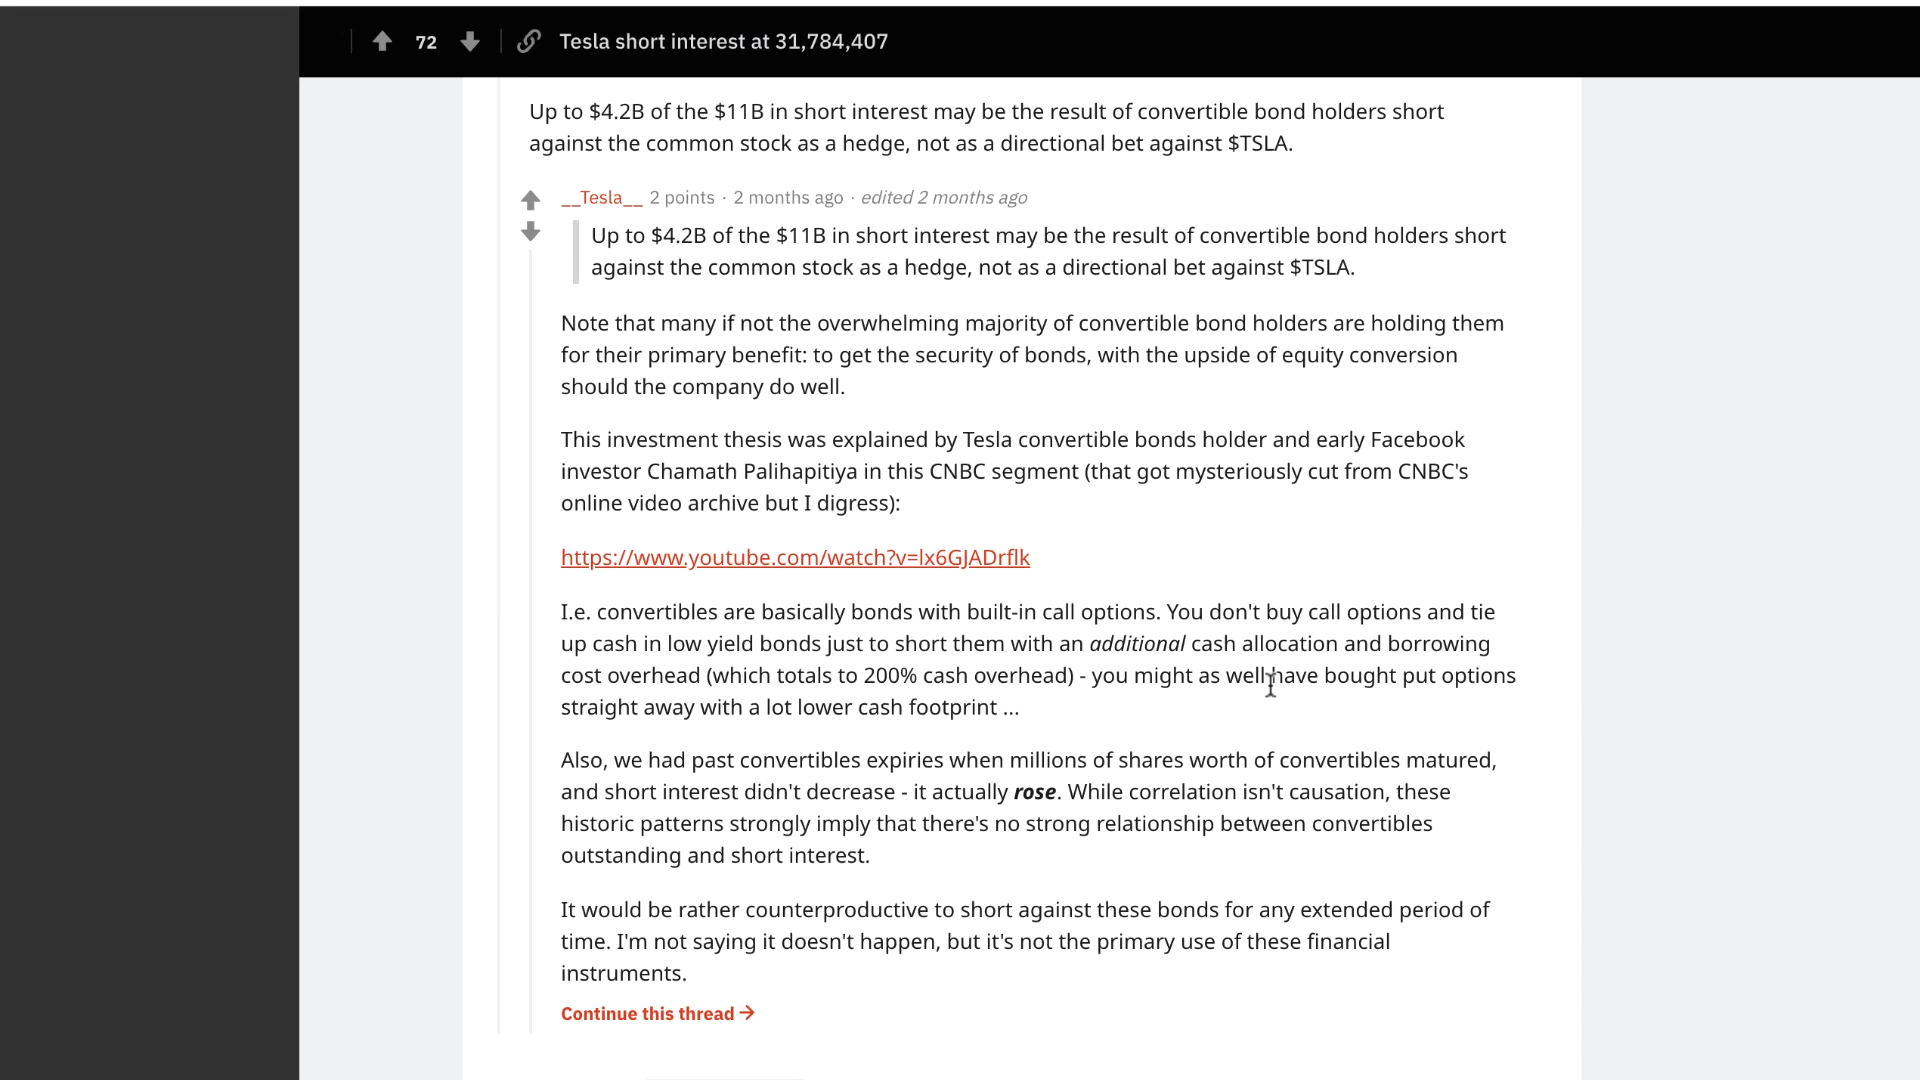 72 Tesla short interest at 31,784,407
Up to $4.2B of the $11B in short interest may be the result of convertible bond holders short
against the common stock as a hedge, not as a directional bet against $TSLA.
__Tesla__ 2 points · 2 months ago · edited 2 months ago
Up to $4.2B of the $11B in short interest may be the result of convertible bond holders short
against the common stock as a hedge, not as a directional bet against $TSLA.
Note that many if not the overwhelming majority of convertible bond holders are holding them
for their primary benefit: to get the security of bonds, with the upside of equity conversion
should the company do well.
This investment thesis was explained by Tesla convertible bonds holder and early Facebook
investor Chamath Palihapitiya in this CNBC segment (that got mysteriously cut from CNBC's
online video archive but I digress):
https://www.youtube.com/watch?v=lx6GJADrflk
I.e. convertibles are basically bonds with built-in call options. You don't buy call options and tie
up cash in low yield bonds just to short them with an additional cash allocation and borrowing
cost overhead (which totals to 200% cash overhead) - you might as well have bought put options
straight away with a lot lower cash footprint ...
Also, we had past convertibles expiries when millions of shares worth of convertibles matured,
and short interest didn't decrease - it actually rose. While correlation isn't causation, these
historic patterns strongly imply that there's no strong relationship between convertibles
outstanding and short interest.
It would be rather counterproductive to short against these bonds for any extended period of
time. I'm not saying it doesn't happen, but it's not the primary use of these financial
instruments.
Continue this thread →